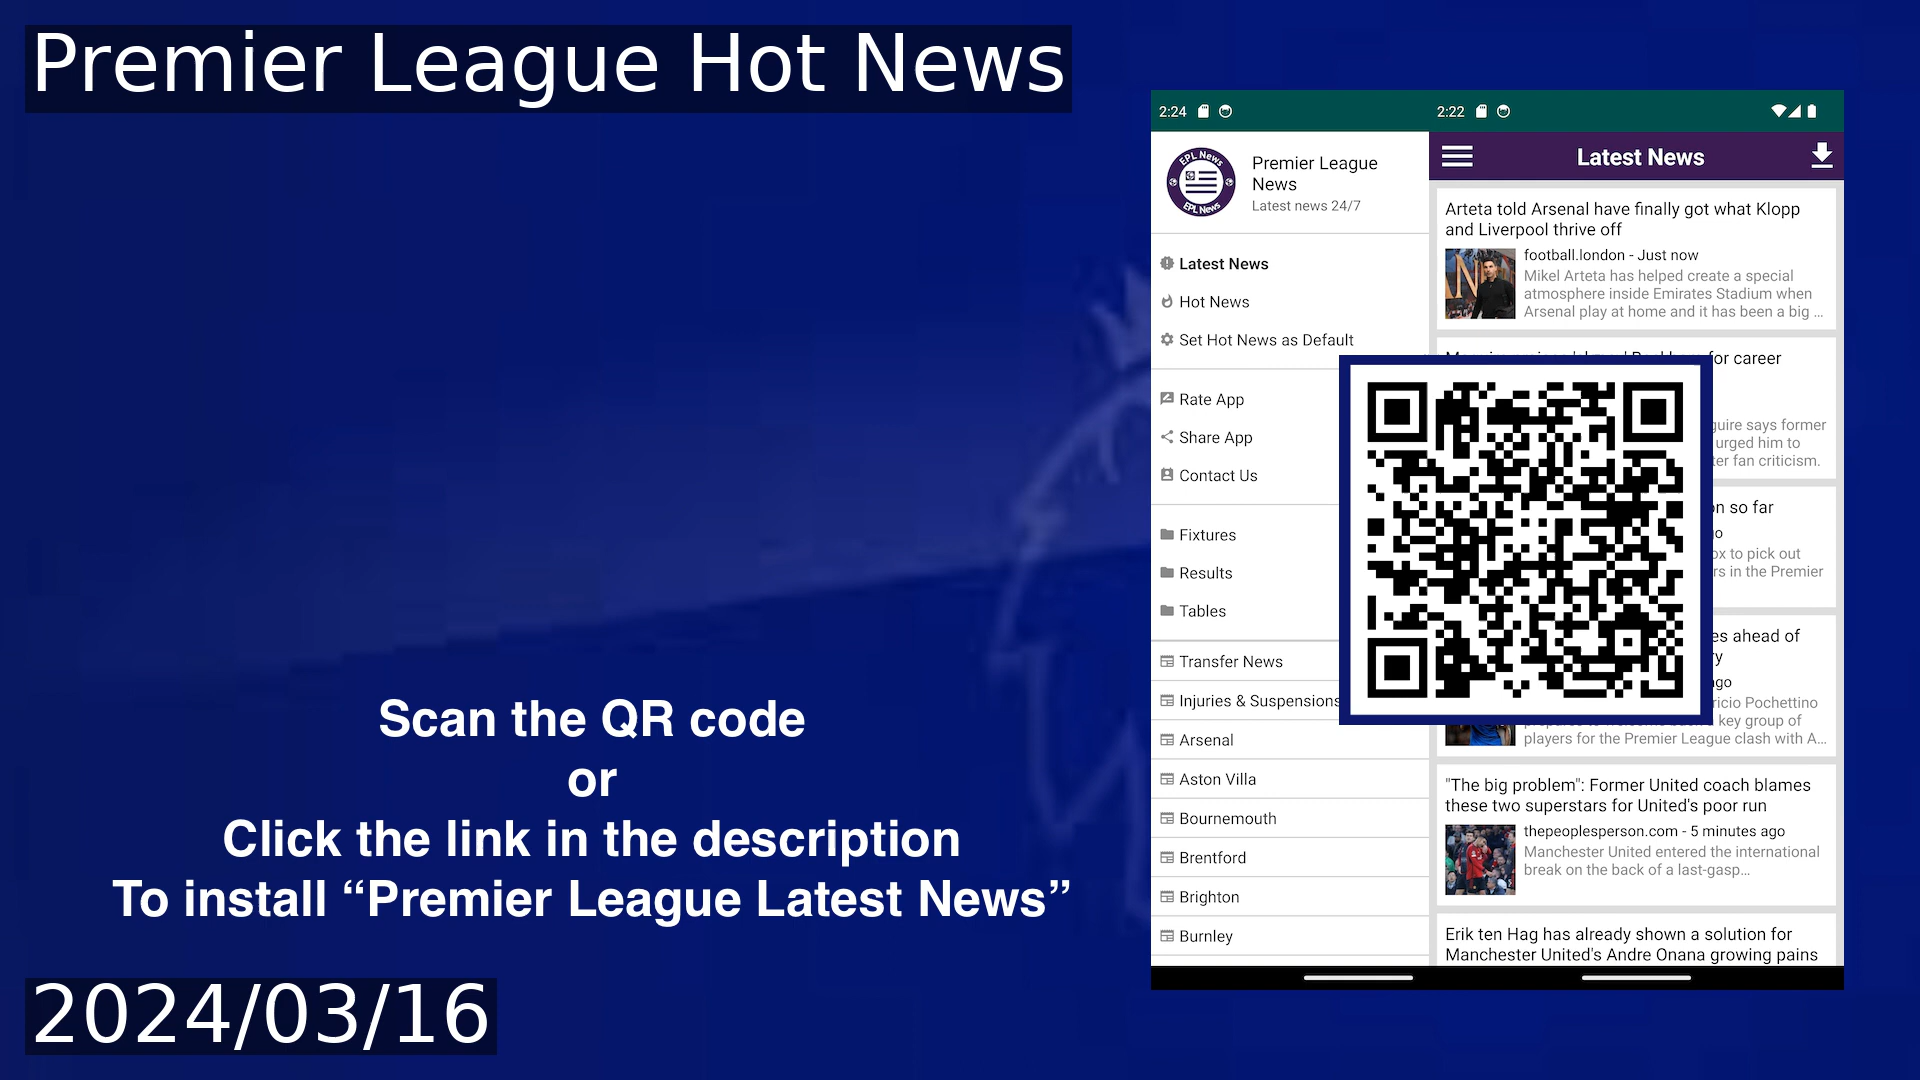 Premier League Hot News
2:24
EPL News
EPL News
Premier League
News
Latest news 24/7
Latest News
Hot News
Set Hot News as Default
Rate App
Share App
Contact Us
Fixtures
Results
Tables
Transfer News
Injuries & Suspensions
Arsenal
Aston Villa
Bournemouth
Brentford
Brighton
Burnley
2:22
Latest News
Arteta told Arsenal have finally got what Klopp
and Liverpool thrive off
football.london - Just now
Mikel Arteta has helped create a special
atmosphere inside Emirates Stadium when
Arsenal play at home and it has been a big ...
for career
says former
urged him to
fan criticism.
so far
ox to pick out
in the Premier
ahead of
ago
Pochettino
key group of
players for the Premier League clash with A...
"The big problem": Former United coach blames
these two superstars for United's poor run
thepeoplesperson.com - 5 minutes ago
Manchester United entered the international
break on the back of a last-gasp...
Erik ten Hag has already shown a solution for
Manchester United's Andre Onana growing pains
Scan the QR code
or
Click the link in the description
To install “Premier League Latest News”
2024/03/16